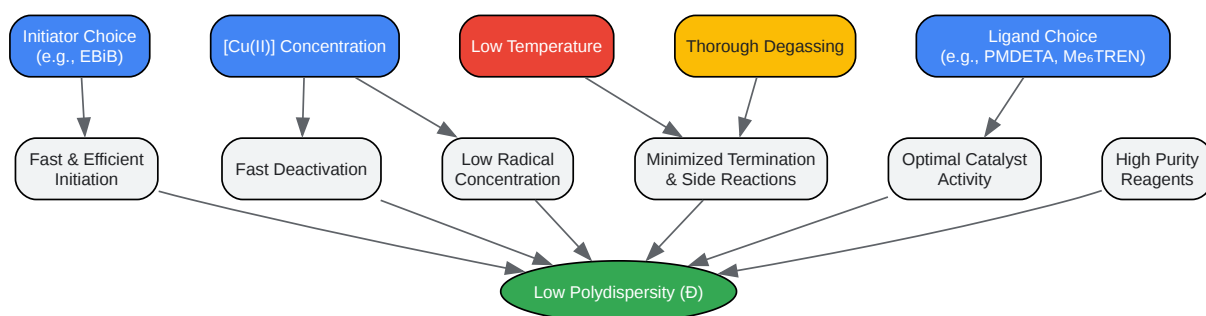 Initiator Choice
(e.g., EBiB)
[Cu(II)] Concentration
Low Temperature
Thorough Degassing
Ligand Choice
(e.g., PMDETA, Me₆TREN)
Fast & Efficient
Initiation
Fast Deactivation
Low Radical
Concentration
Minimized Termination
& Side Reactions
Optimal Catalyst
Activity
High Purity
Reagents
Low Polydispersity (Đ)